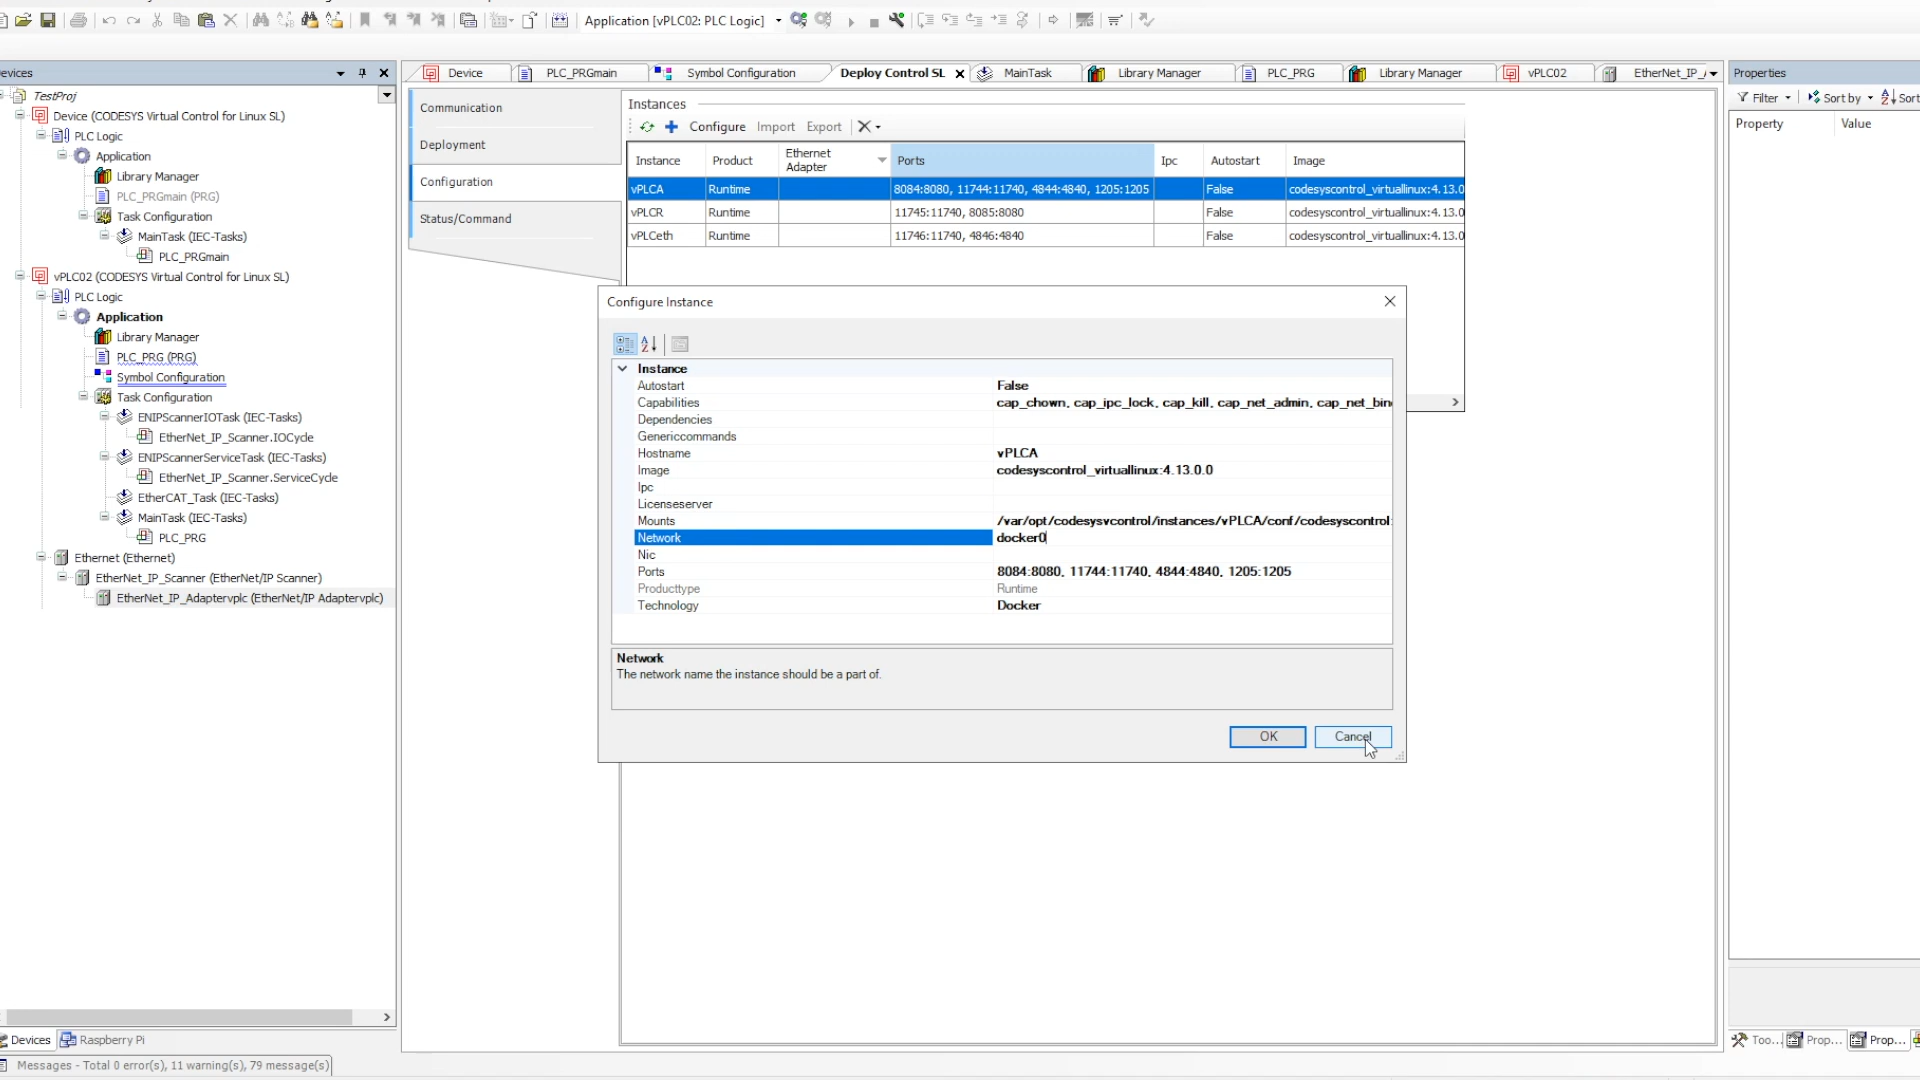 Application [vPLC02: PLC Logic]
evices
Device
PLC_PRGmain
Symbol Configuration
Deploy Control SL
MainTask
Library Manager
PLC_PRG
Library Manager
vPLC02
EtherNet_IP_A
Properties
TestProj
Device (CODESYS Virtual Control for Linux SL)
PLC Logic
Application
Library Manager
PLC_PRGmain (PRG)
Task Configuration
MainTask (IEC-Tasks)
PLC_PRGmain
vPLC02 (CODESYS Virtual Control for Linux SL)
PLC Logic
Application
Library Manager
PLC_PRG (PRG)
Symbol Configuration
Task Configuration
ENIPScannerIOTask (IEC-Tasks)
EtherNet_IP_Scanner.IOCycle
ENIPScannerServiceTask (IEC-Tasks)
EtherNet_IP_Scanner.ServiceCycle
EtherCAT_Task (IEC-Tasks)
MainTask (IEC-Tasks)
PLC_PRG
Ethernet (Ethernet)
EtherNet_IP_Scanner (EtherNet/IP Scanner)
EtherNet_IP_Adaptervplc (EtherNet/IP Adaptervplc)
Devices
Raspberry Pi
Messages - Total 0 error(s), 11 warning(s), 79 message(s)
Communication
Deployment
Configuration
Status/Command
Instances
Configure Import Export
Instance Product Ethernet Adapter Ports Ipc Autostart Image
vPLCA Runtime 8084:8080, 11744:11740, 4844:4840, 1205:1205 False codesyscontrol_virtuallinux:4.13.0
vPLCR Runtime 11745:11740, 8085:8080 False codesyscontrol_virtuallinux:4.13.0
vPLCeth Runtime 11746:11740, 4846:4840 False codesyscontrol_virtuallinux:4.13.0
Configure Instance
Instance
Autostart False
Capabilities cap_chown, cap_ipc_lock, cap_kill, cap_net_admin, cap_net_bin
Dependencies
Genericcommands
Hostname vPLCA
Image codesyscontrol_virtuallinux:4.13.0.0
Ipc
Licenseserver
Mounts /var/opt/codesysvcontrol/instances/vPLCA/conf/codesyscontrol:
Network docker0
Nic
Ports 8084:8080, 11744:11740, 4844:4840, 1205:1205
Producttype Runtime
Technology Docker
Network
The network name the instance should be a part of.
OK Cancel
Filter Sort by Sort
Property Value
Too... Prop... Prop...